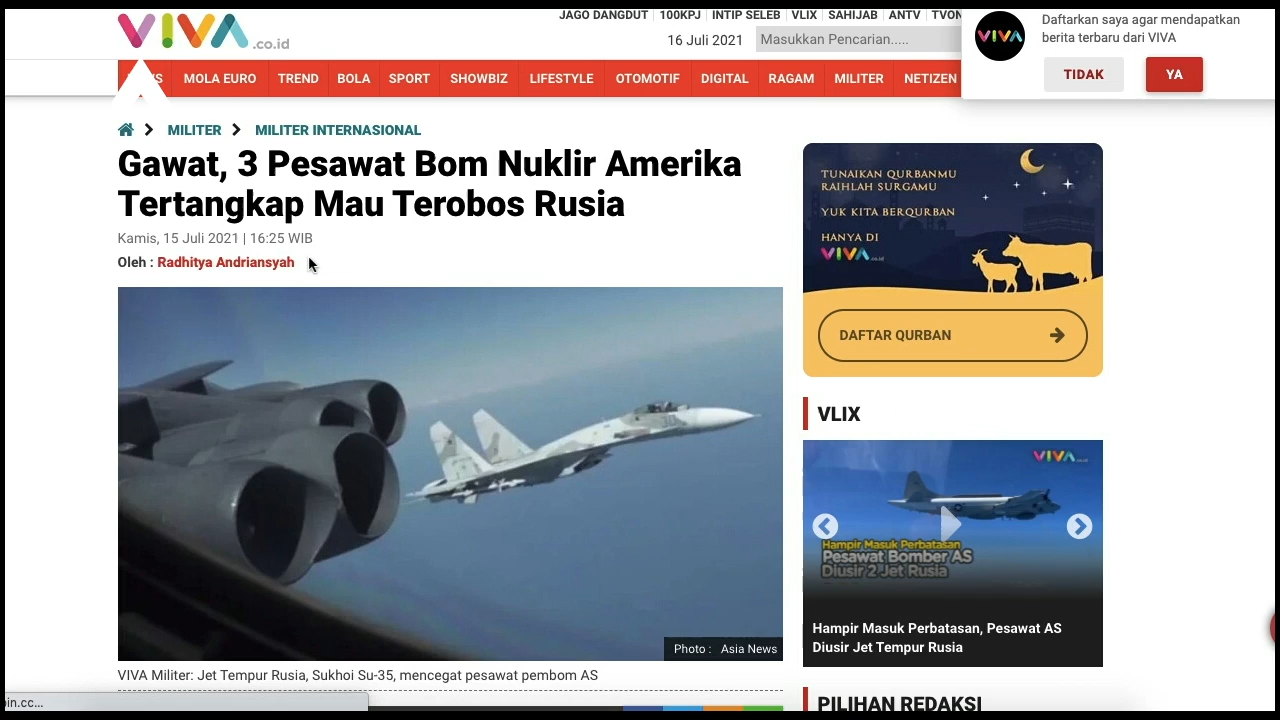 VIVA.co.id
JAGO DANGDUT 100KPJ INTIP SELEB VLIX SAHIJAB ANTV TVON
16 Juli 2021
Masukkan Pencarian.....
Daftarkan saya agar mendapatkan
berita terbaru dari VIVA
VIVA
TIDAK
YA
MOLA EURO TREND BOLA SPORT SHOWBIZ LIFESTYLE OTOMOTIF DIGITAL RAGAM MILITER NETIZEN
MILITER MILITER INTERNASIONAL
Gawat, 3 Pesawat Bom Nuklir Amerika
Tertangkap Mau Terobos Rusia
Kamis, 15 Juli 2021 | 16:25 WIB
Oleh : Radhitya Andriansyah
Photo : Asia News
VIVA Militer: Jet Tempur Rusia, Sukhoi Su-35, mencegat pesawat pembom AS
TUNAIKAN QURBANMU
RAIHLAH SURGAMU
YUK KITA BERQURBAN
HANYA DI
VIVA.co.id
DAFTAR QURBAN
VLIX
VIVA.co.id
Hampir Masuk Perbatasan
Pesawat Bomber AS
Diusir 2 Jet Rusia
Hampir Masuk Perbatasan, Pesawat AS
Diusir Jet Tempur Rusia
PILIHAN REDAKSI